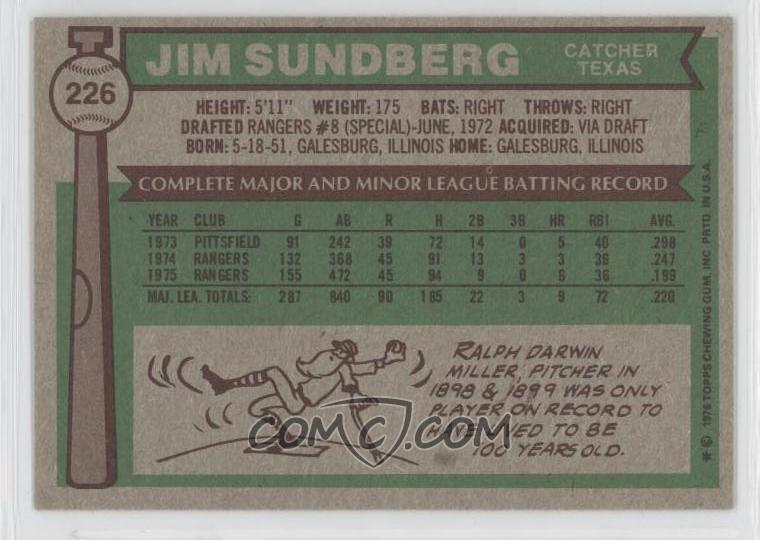 JIM SUNDBERG
CATCHER
TEXAS
226
HEIGHT: 5'11" WEIGHT: 175 BATS: RIGHT THROWS: RIGHT
DRAFTED RANGERS #8 (SPECIAL)-JUNE, 1972 ACQUIRED: VIA DRAFT
BORN: 5-18-51, GALESBURG, ILLINOIS HOME: GALESBURG, ILLINOIS
COMPLETE MAJOR AND MINOR LEAGUE BATTING RECORD
YEAR CLUB G AB R H 2B 3B HR RBI AVG.
1973 PITTSFIELD 91 242 39 72 14 0 5 40 .298
1974 RANGERS 132 368 45 91 13 3 3 36 .247
1975 RANGERS 155 472 45 94 9 0 6 36 .199
MAJ. LEA. TOTALS: 287 840 90 185 22 3 9 72 .220
RALPH DARWIN
MILLER, PITCHER IN
1898 & 1899 WAS ONLY
PLAYER ON RECORD TO
HAVE LIVED TO BE
100 YEARS OLD.
COMC.COM
* © 1976 TOPPS CHEWING GUM, INC. PRTD. IN U.S.A.